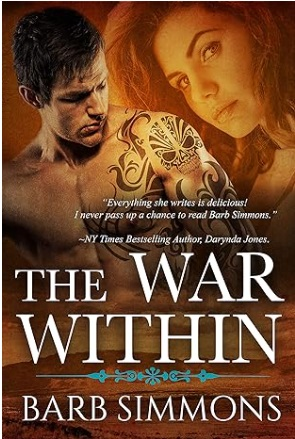 "Everything she writes is delicious!
I never pass up a chance to read Barb Simmons."
~NY Times Bestselling Author, Darynda Jones.
THE WAR
WITHIN
BARB SIMMONS